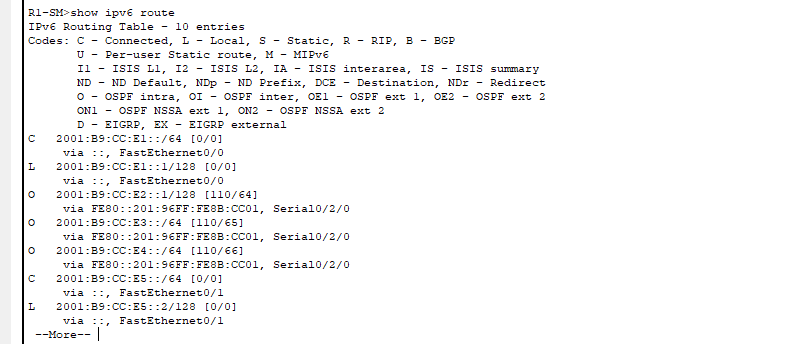 R1-SM>show ipv6 route
IPv6 Routing Table - 10 entries
Codes: C - Connected, L - Local, S - Static, R - RIP, B - BGP
U - Per-user Static route, M - MIPv6
I1 - ISIS L1, I2 - ISIS L2, IA - ISIS interarea, IS - ISIS summary
ND - ND Default, NDp - ND Prefix, DCE - Destination, NDr - Redirect
O - OSPF intra, OI - OSPF inter, OE1 - OSPF ext 1, OE2 - OSPF ext 2
ON1 - OSPF NSSA ext 1, ON2 - OSPF NSSA ext 2
D - EIGRP, EX - EIGRP external
C 2001:B9:CC:E1::/64 [0/0]
via ::, FastEthernet0/0
L 2001:B9:CC:E1::1/128 [0/0]
via ::, FastEthernet0/0
O 2001:B9:CC:E2::1/128 [110/64]
via FE80::201:96FF:FE8B:CC01, Serial0/2/0
O 2001:B9:CC:E3::/64 [110/65]
via FE80::201:96FF:FE8B:CC01, Serial0/2/0
O 2001:B9:CC:E4::/64 [110/66]
via FE80::201:96FF:FE8B:CC01, Serial0/2/0
C 2001:B9:CC:E5::/64 [0/0]
via ::, FastEthernet0/1
L 2001:B9:CC:E5::2/128 [0/0]
via ::, FastEthernet0/1
--More--